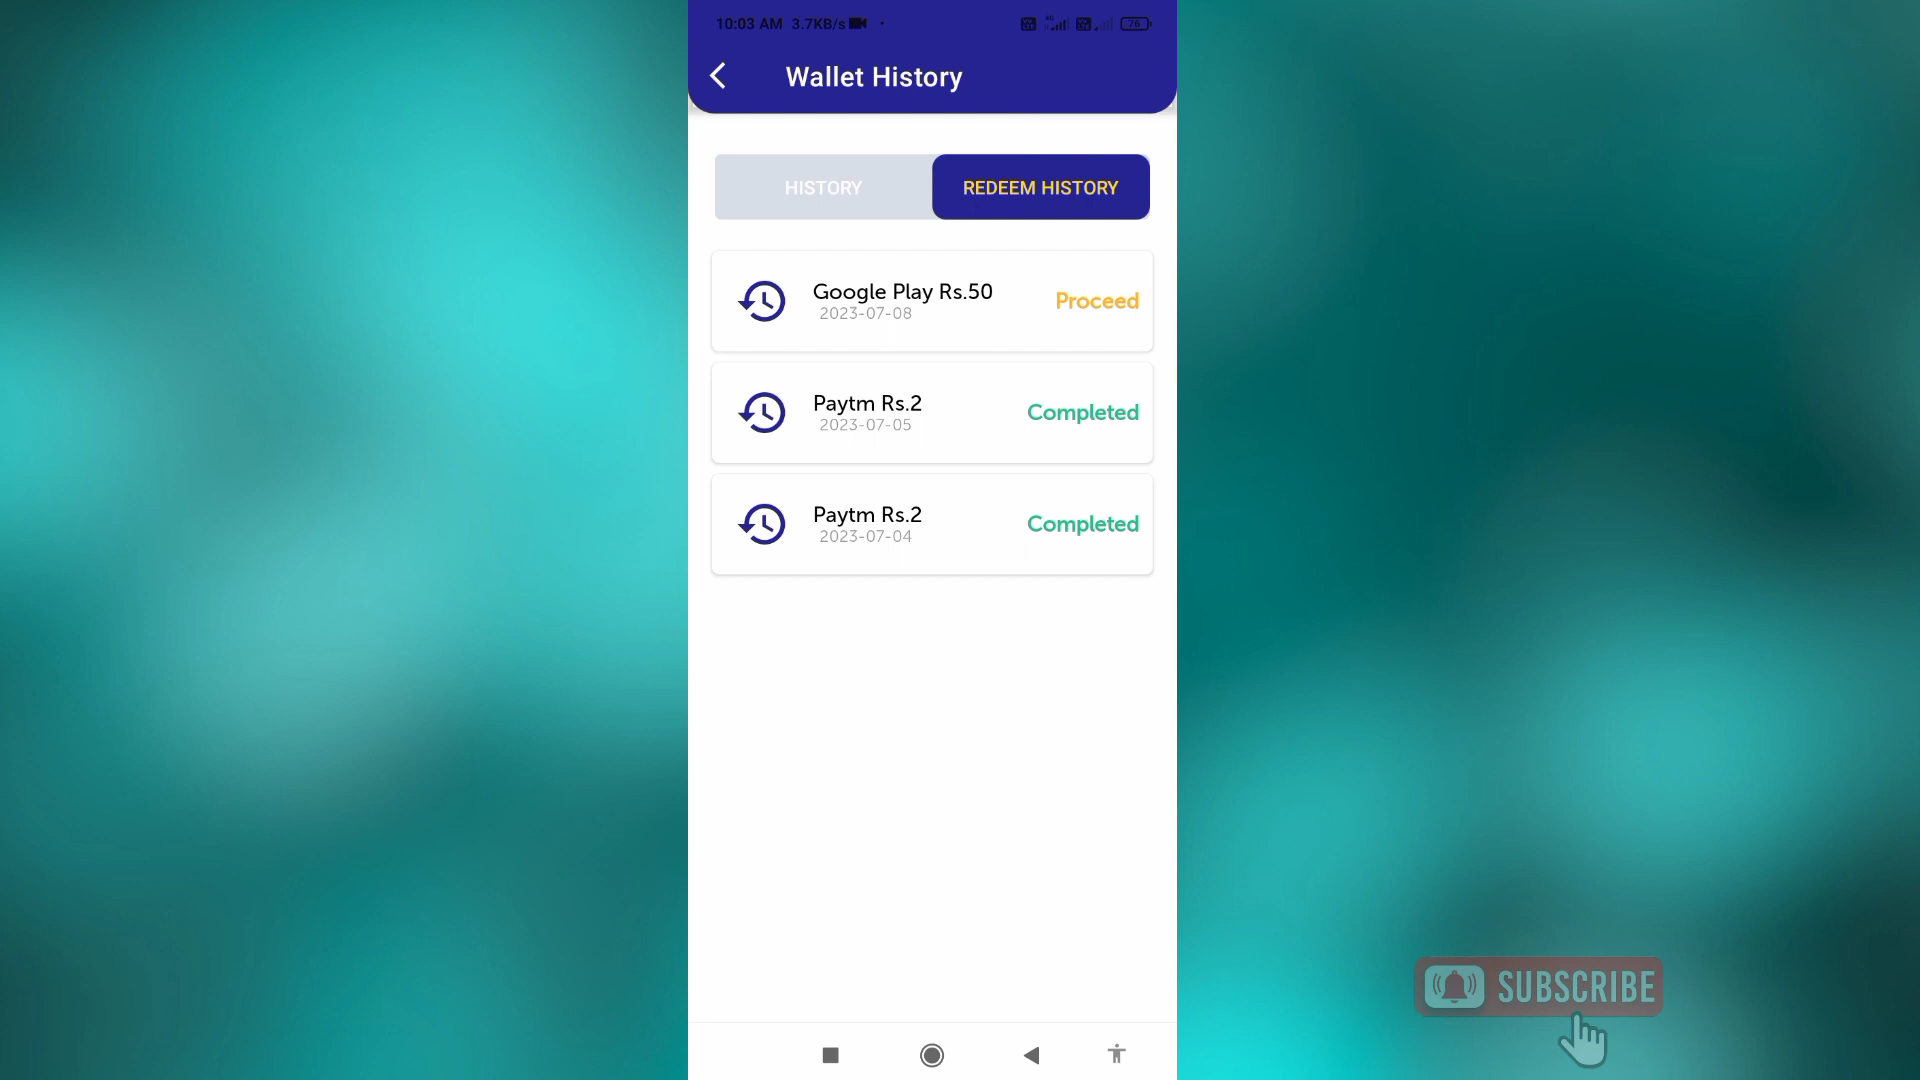 10:03 AM 3.7KB/s 76
Wallet History
HISTORY
REDEEM HISTORY
Google Play Rs.50
2023-07-08
Proceed
Paytm Rs.2
2023-07-05
Completed
Paytm Rs.2
2023-07-04
Completed
SUBSCRIBE